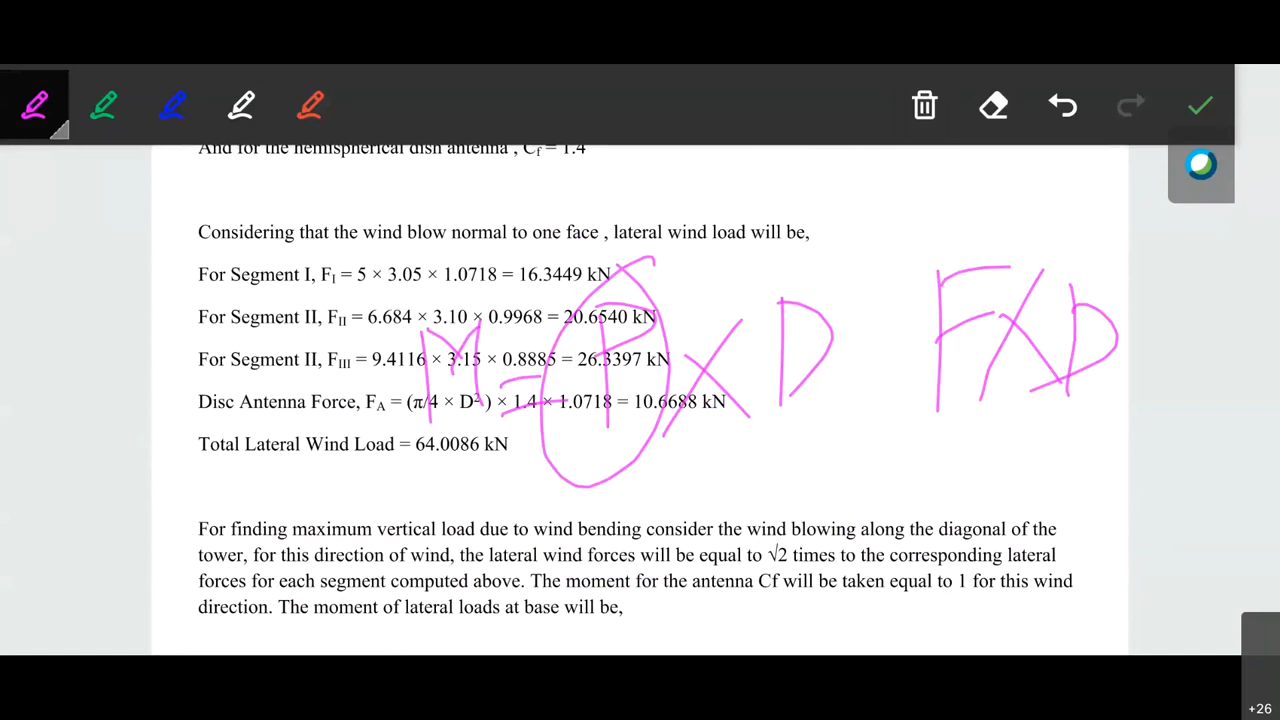 And for the hemispherical dish antenna , Cf = 1.4
Considering that the wind blow normal to one face , lateral wind load will be,
For Segment I, FI = 5 × 3.05 × 1.0718 = 16.3449 kN
For Segment II, FII = 6.684 × 3.10 × 0.9968 = 20.6540 kN
For Segment II, FIII = 9.4116 × 3.15 × 0.8885 = 26.3397 kN
M = P × D
F × D
Disc Antenna Force, FA = (π/4 × D² ) × 1.4 × 1.0718 = 10.6688 kN
Total Lateral Wind Load = 64.0086 kN
For finding maximum vertical load due to wind bending consider the wind blowing along the diagonal of the
tower, for this direction of wind, the lateral wind forces will be equal to √2 times to the corresponding lateral
forces for each segment computed above. The moment for the antenna Cf will be taken equal to 1 for this wind
direction. The moment of lateral loads at base will be,
+26